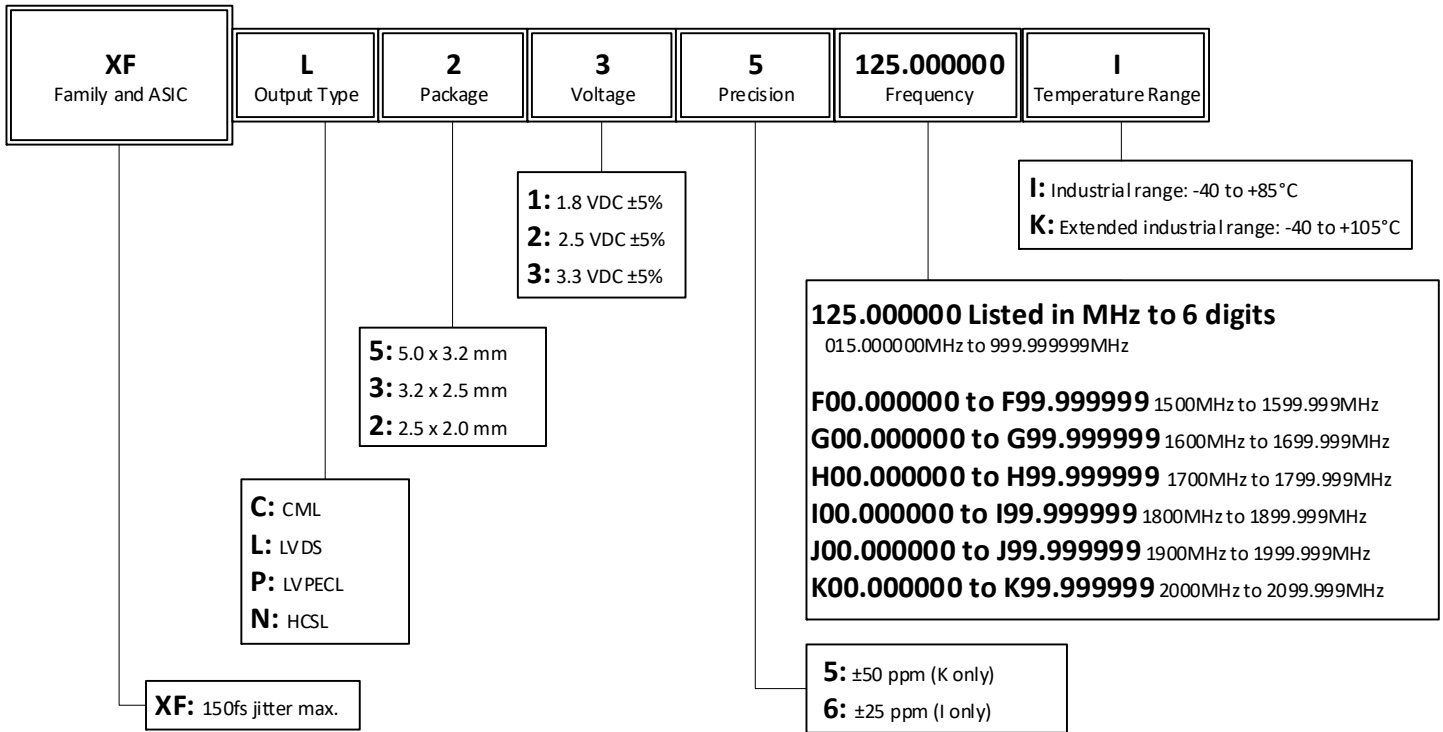 XF
Family and ASIC
L
Output Type
2
Package
3
Voltage
5
Precision
125.000000
Frequency
I
Temperature Range
I: Industrial range: -40 to +85°C
K: Extended industrial range: -40 to +105°C
1: 1.8 VDC ±5%
2: 2.5 VDC ±5%
3: 3.3 VDC ±5%
125.000000 Listed in MHz to 6 digits
015.000000MHz to 999.999999MHz
F00.000000 to F99.999999 1500MHz to 1599.999MHz
G00.000000 to G99.999999 1600MHz to 1699.999MHz
H00.000000 to H99.999999 1700MHz to 1799.999MHz
I00.000000 to I99.999999 1800MHz to 1899.999MHz
J00.000000 to J99.999999 1900MHz to 1999.999MHz
K00.000000 to K99.999999 2000MHz to 2099.999MHz
5: 5.0 x 3.2 mm
3: 3.2 x 2.5 mm
2: 2.5 x 2.0 mm
C: CML
L: LVDS
P: LVPECL
N: HCSL
5: ±50 ppm (K only)
6: ±25 ppm (I only)
XF: 150fs jitter max.